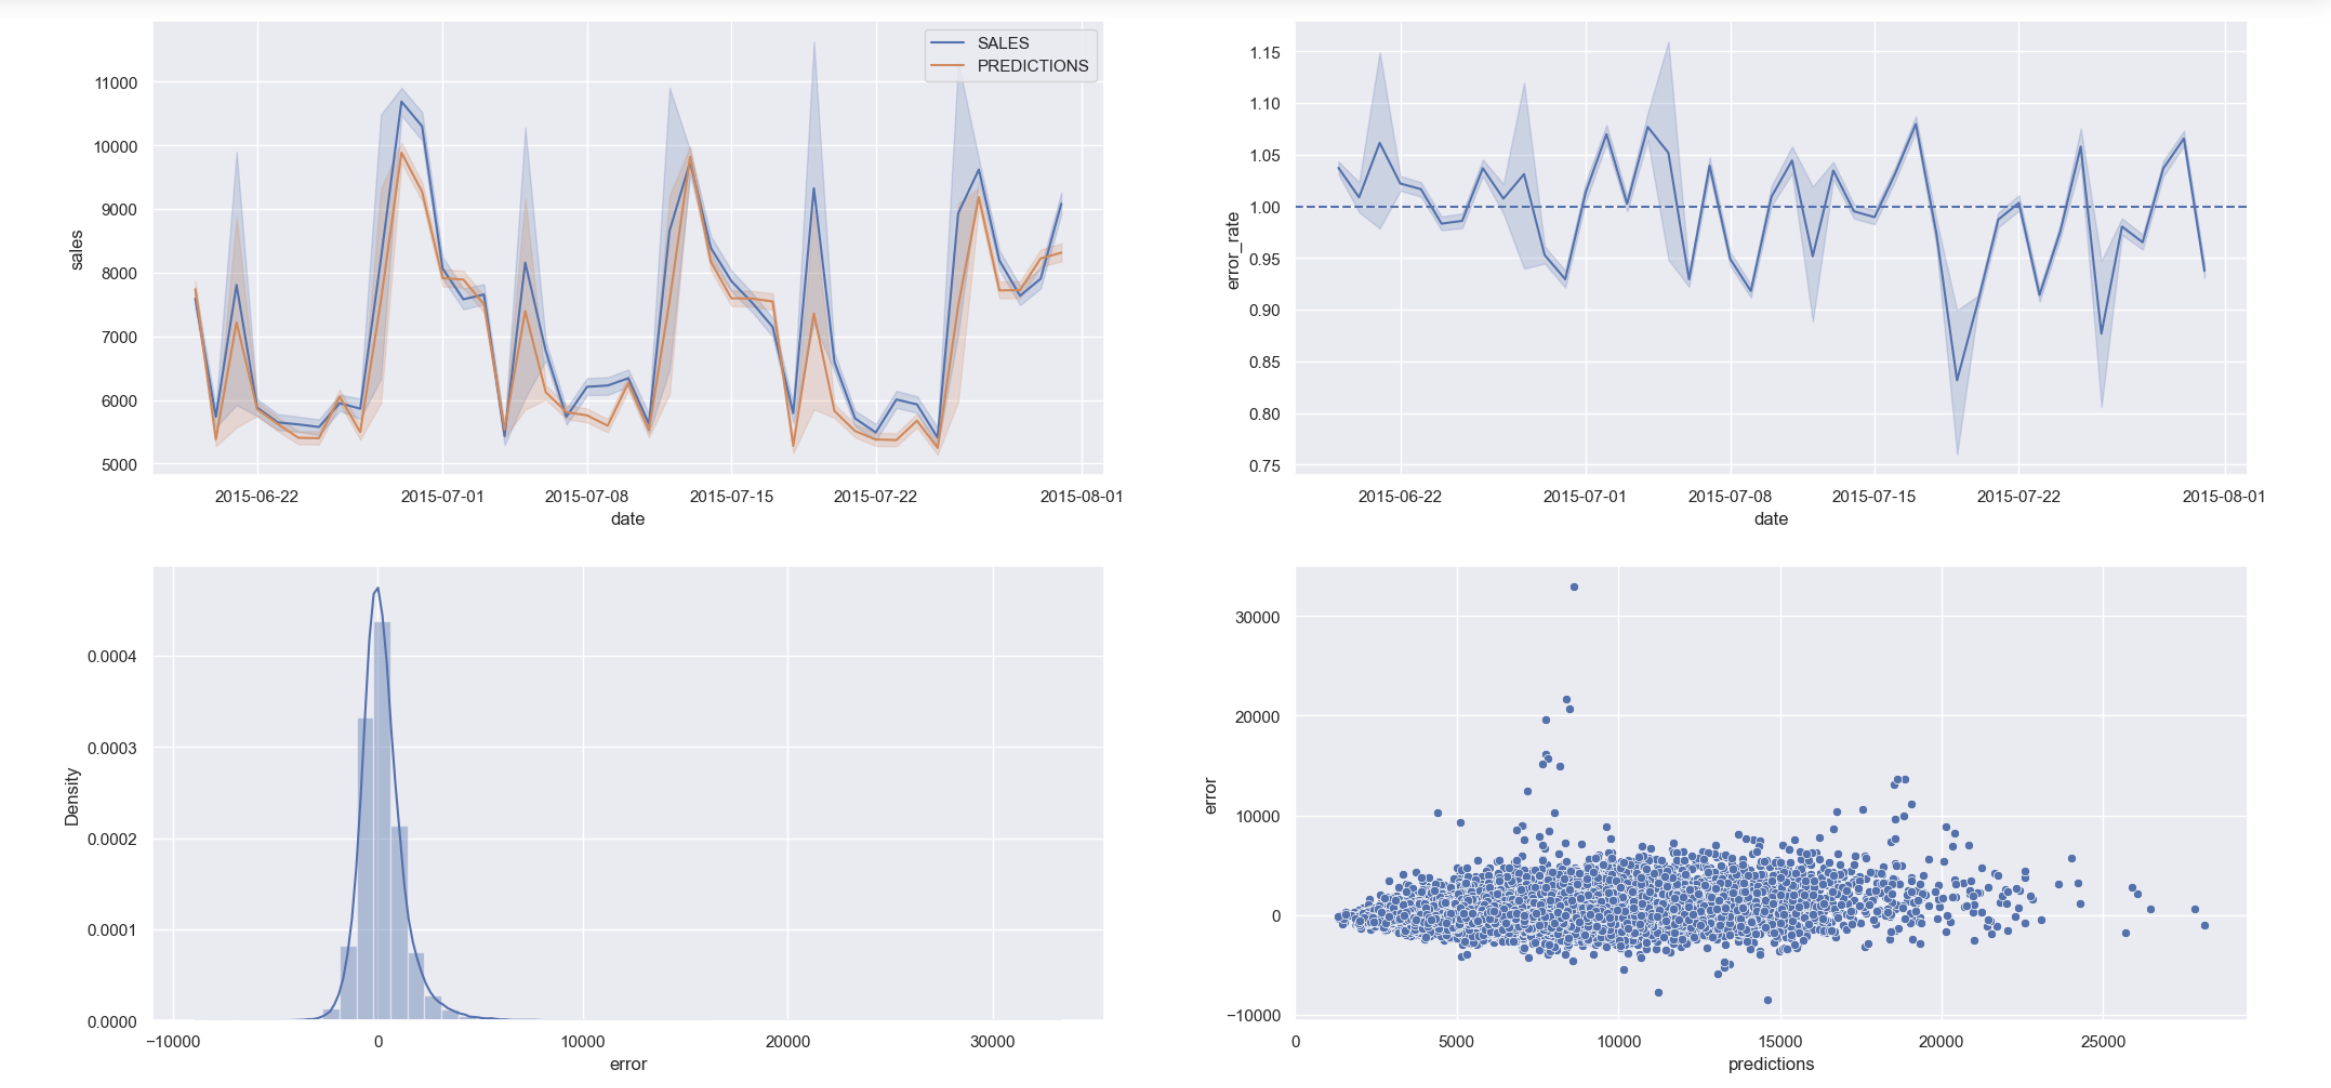 SALES
PREDICTIONS
11000
10000
9000
8000
7000
6000
5000
sales
2015-06-22 2015-07-01 2015-07-08 2015-07-15 2015-07-22 2015-08-01
date
1.15
1.10
1.05
1.00
0.95
0.90
0.85
0.80
0.75
error_rate
2015-06-22 2015-07-01 2015-07-08 2015-07-15 2015-07-22 2015-08-01
date
0.0004
0.0003
0.0002
0.0001
0.0000
Density
−10000 0 10000 20000 30000
error
30000
20000
10000
0
−10000
error
0 5000 10000 15000 20000 25000
predictions